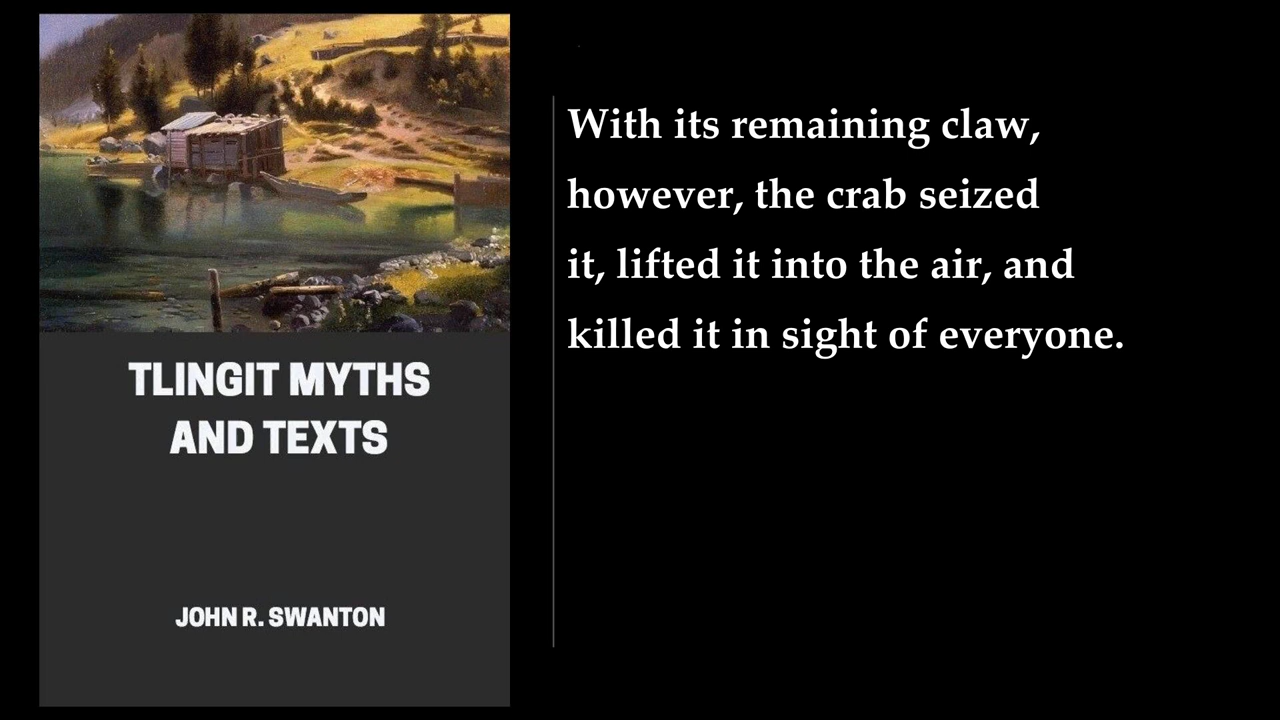 TLINGIT MYTHS
AND TEXTS
JOHN R. SWANTON
With its remaining claw,
however, the crab seized
it, lifted it into the air, and
killed it in sight of everyone.